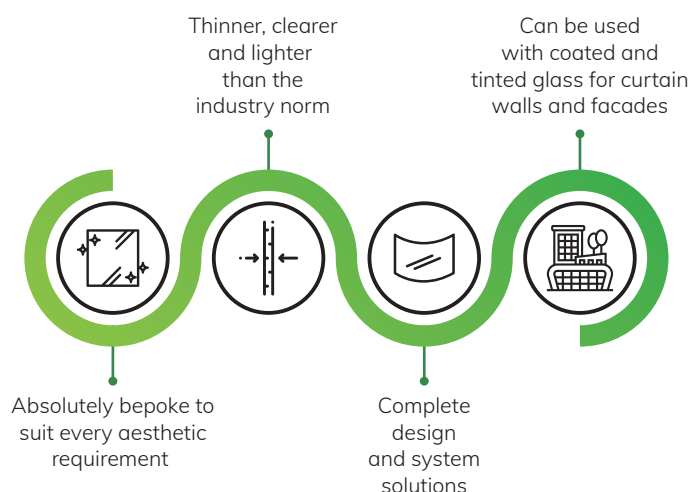 Thinner, clearer
and lighter
than the
industry norm
Can be used
with coated and
tinted glass for curtain
walls and facades
Absolutely bepoke to
suit every aesthetic
requirement
Complete
design
and system
solutions